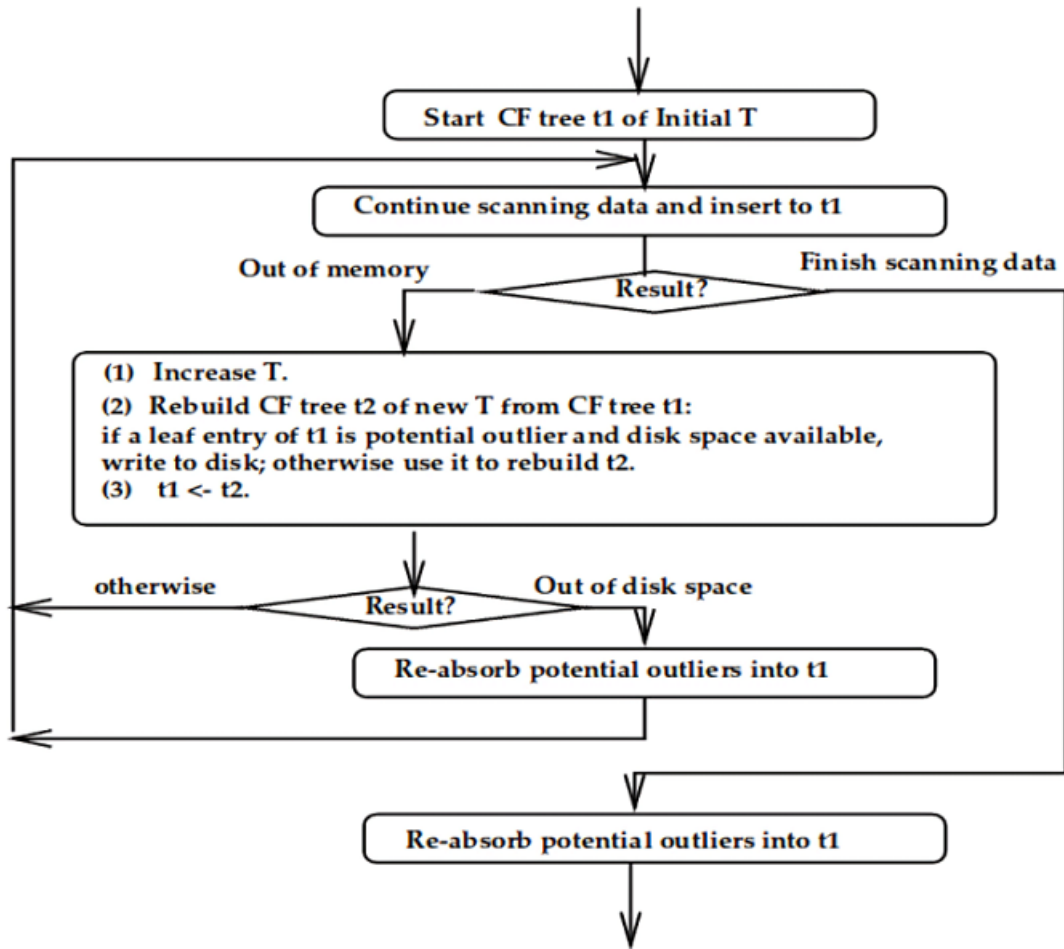 Start CF tree t1 of Initial T
Continue scanning data and insert to t1
Out of memory
Finish scanning data
Result?
(1) Increase T.
(2) Rebuild CF tree t2 of new T from CF tree t1:
if a leaf entry of t1 is potential outlier and disk space available,
write to disk; otherwise use it to rebuild t2.
(3) t1 <- t2.
otherwise
Out of disk space
Result?
Re-absorb potential outliers into t1
Re-absorb potential outliers into t1